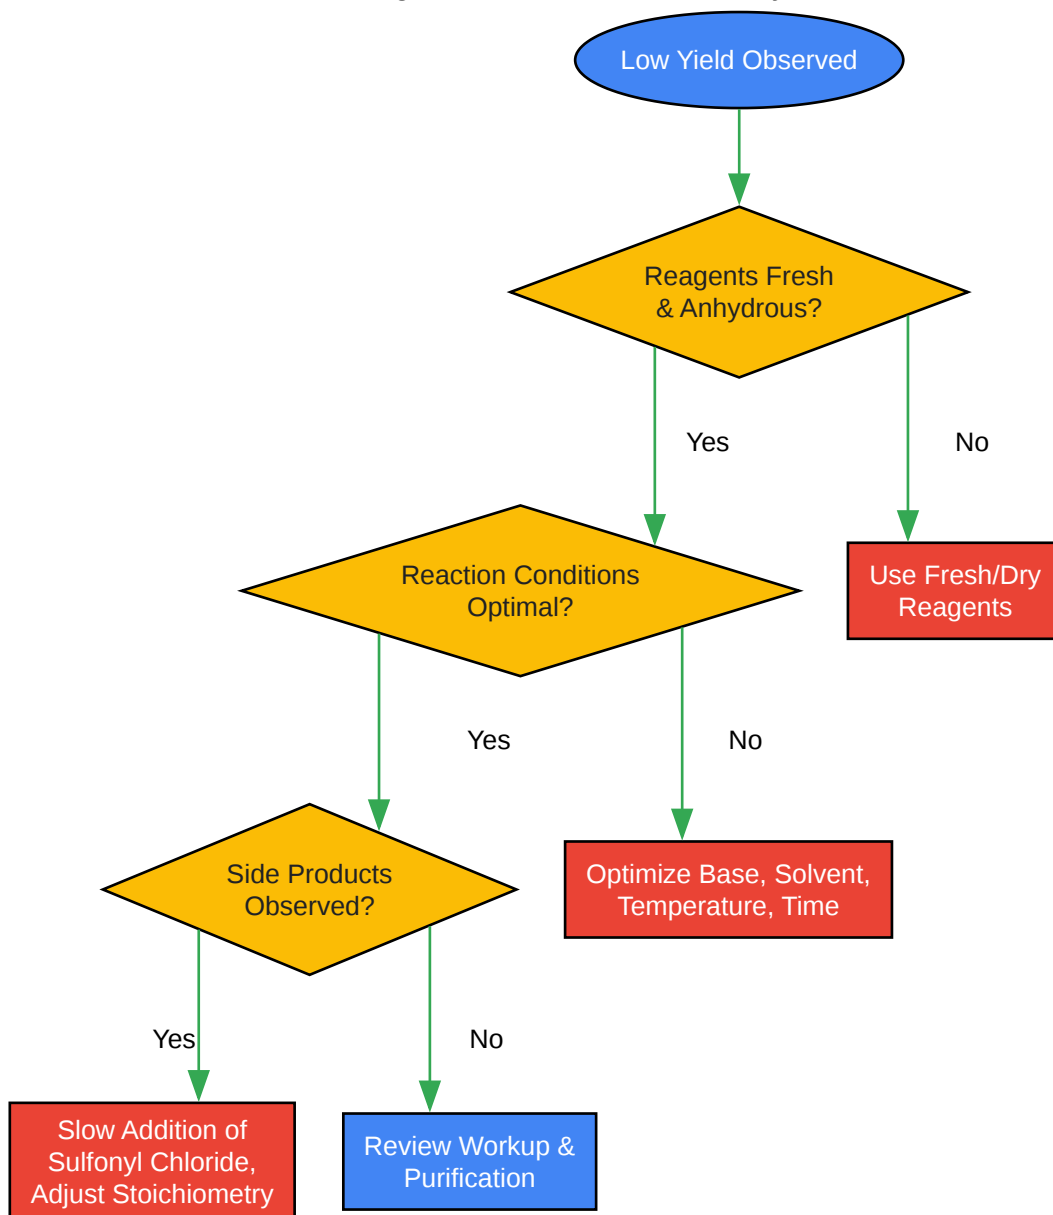 Low Yield Observed
Reagents Fresh
& Anhydrous?
Yes
No
Reaction Conditions
Optimal?
Use Fresh/Dry
Reagents
Yes
No
Side Products
Observed?
Optimize Base, Solvent,
Temperature, Time
Yes
No
Slow Addition of
Sulfonyl Chloride,
Adjust Stoichiometry
Review Workup &
Purification